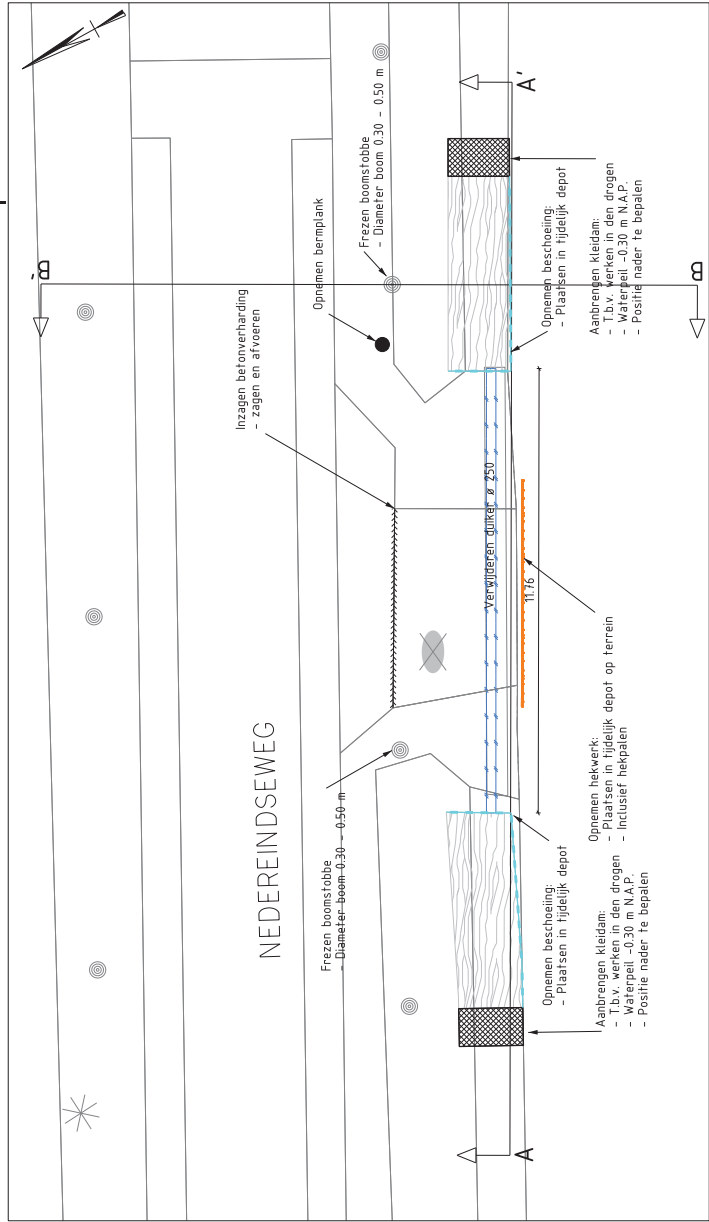 B'
B
A'
A
NEDEREINDSEWEG
Frezen boomstobbe
- Diameter boom 0.30 - 0.50 m
Inzagen betonverharding
- zagen en afvoeren
Opnemen bermplank
Frezen boomstobbe
- Diameter boom 0.30 - 0.50 m
Verwijderen duiker ø 250
11.76
Opnemen beschoeiing:
- Plaatsen in tijdelijk depot
Aanbrengen kleidam:
- T.b.v. werken in den drogen
- Waterpeil -0.30 m N.A.P.
- Positie nader te bepalen
Opnemen hekwerk:
- Plaatsen in tijdelijk depot op terrein
- Inclusief hekpalen
Opnemen beschoeiing:
- Plaatsen in tijdelijk depot
Aanbrengen kleidam:
- T.b.v. werken in den drogen
- Waterpeil -0.30 m N.A.P.
- Positie nader te bepalen